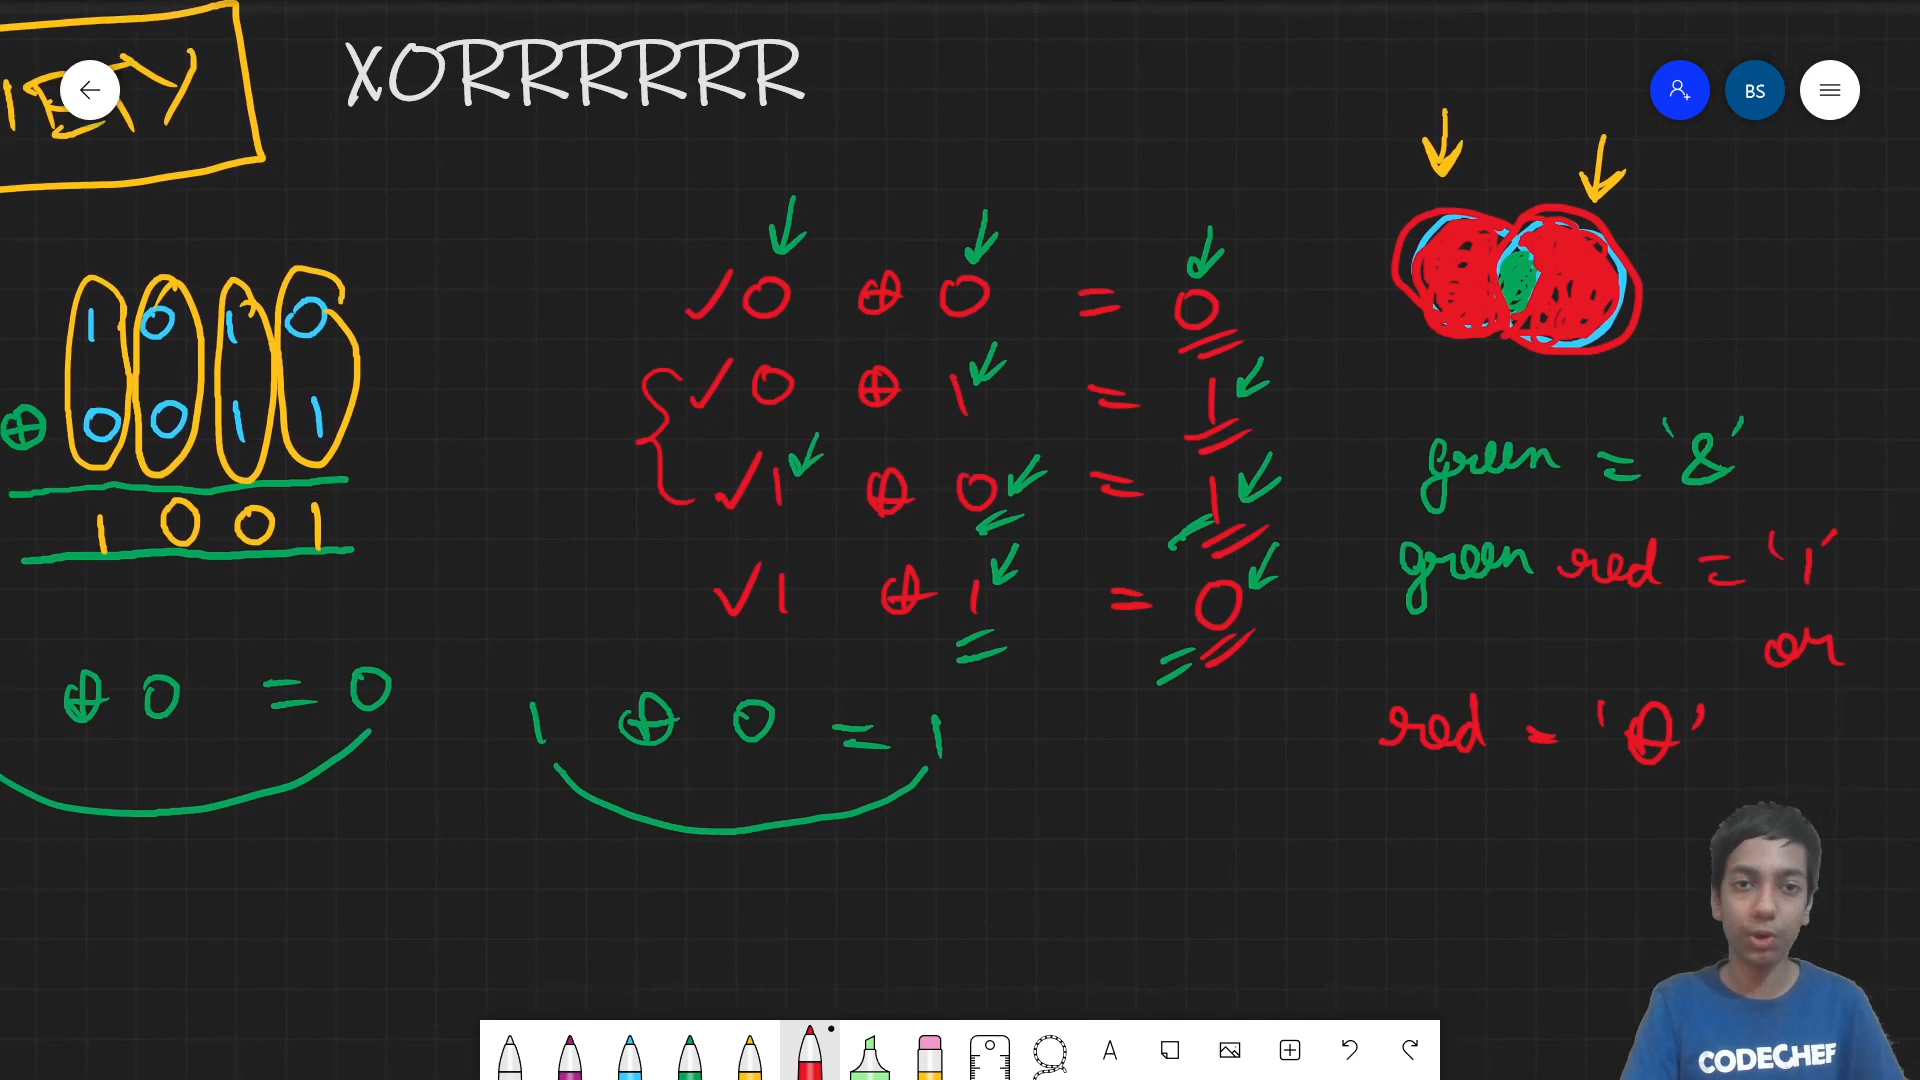 XORRRRRR
BS
0 ⊕ 0 = 0
0 ⊕ 1 = 1
1 ⊕ 0 = 1
1 ⊕ 1 = 0
1 0 1 0
⊕ 0 0 1 1
1 0 0 1
⊕ 0 = 0
1 ⊕ 0 = 1
green = '&'
green red = '|'
or
red = '⊕'
A
CODECHEF